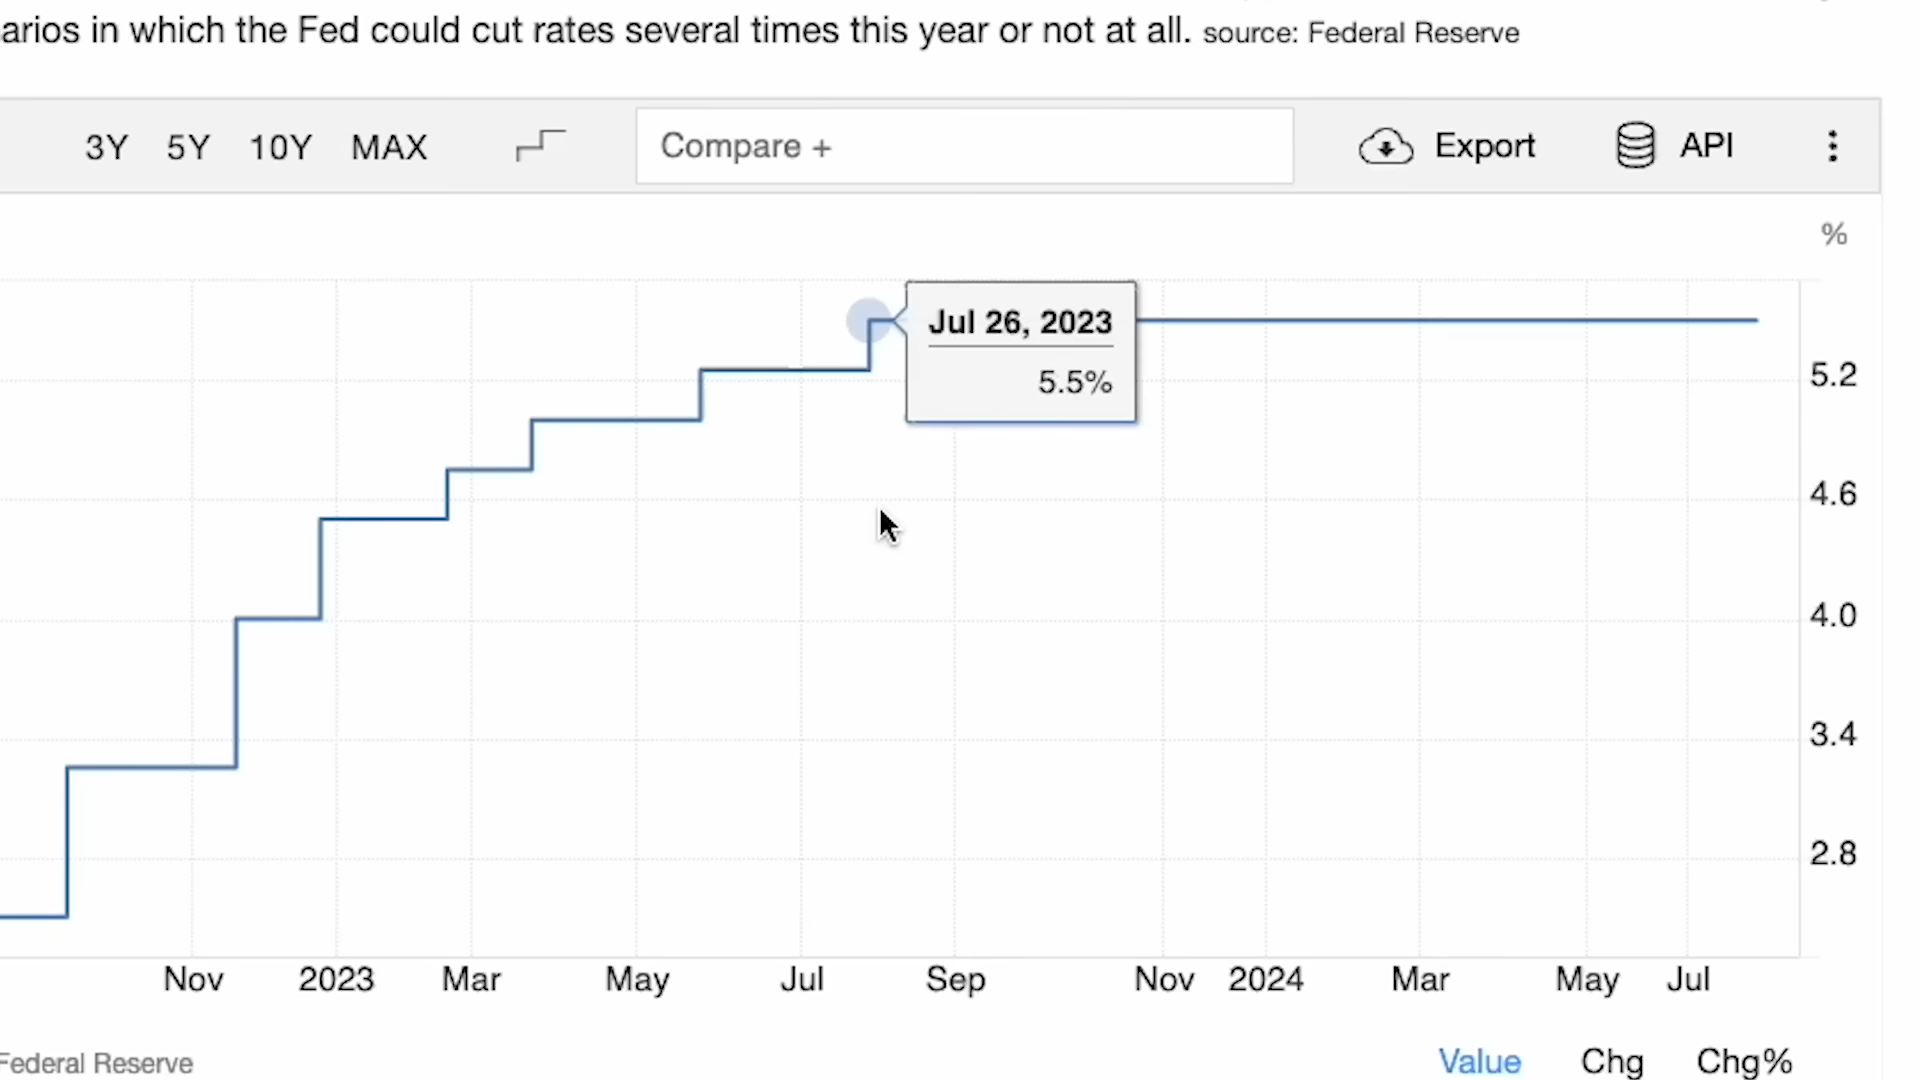 arios in which the Fed could cut rates several times this year or not at all. source: Federal Reserve
3Y 5Y 10Y MAX Compare + Export API
%
Jul 26, 2023
5.5%
5.2
4.6
4.0
3.4
2.8
Nov 2023 Mar May Jul Sep Nov 2024 Mar May Jul
Federal Reserve Value Chg Chg%